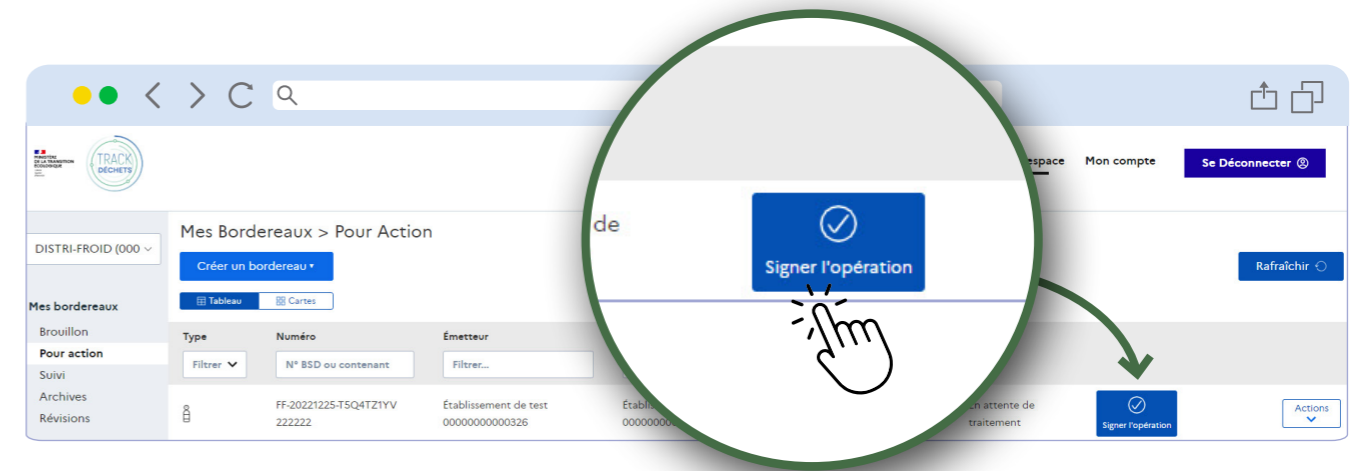 MINISTÈRE
DE LA TRANSITION
ÉCOLOGIQUE
TRACK
DÉCHETS
espace
Mon compte
Se Déconnecter
DISTRI-FROID (000
Mes Bordereaux > Pour Action
Créer un bordereau
Rafraîchir
Tableau
Cartes
Mes bordereaux
Brouillon
Pour action
Suivi
Archives
Révisions
Type
Numéro
Émetteur
Filtrer
N° BSD ou contenant
Filtrer...
FF-20221225-T5Q4TZ1YV
222222
Établissement de test
00000000000326
en attente de
traitement
Signer l'opération
Actions
de
Signer l'opération